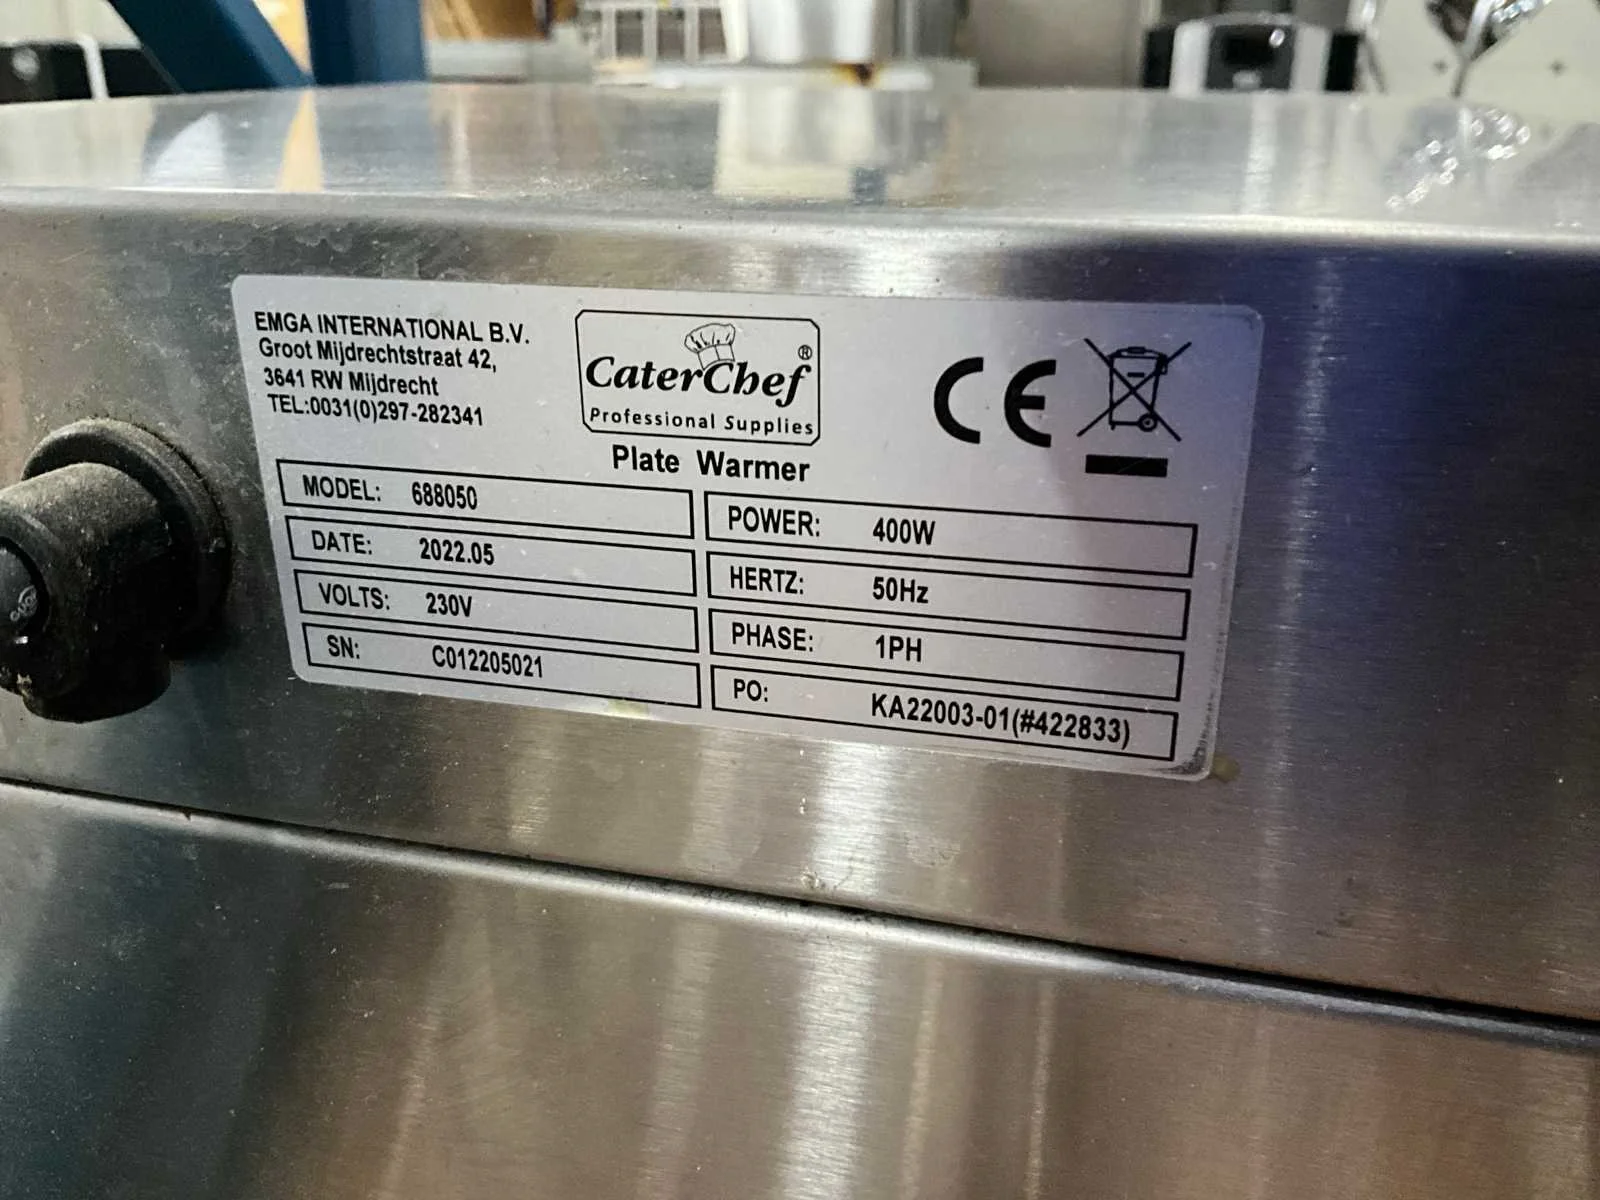 EMGA INTERNATIONAL B.V.
Groot Mijdrechtstraat 42,
3641 RW Mijdrecht
TEL:0031(0)297-282341
CaterChef®
Professional Supplies
CE
Plate Warmer
MODEL: 688050
POWER: 400W
DATE: 2022.05
HERTZ: 50Hz
VOLTS: 230V
PHASE: 1PH
SN: C012205021
PO: KA22003-01(#422833)